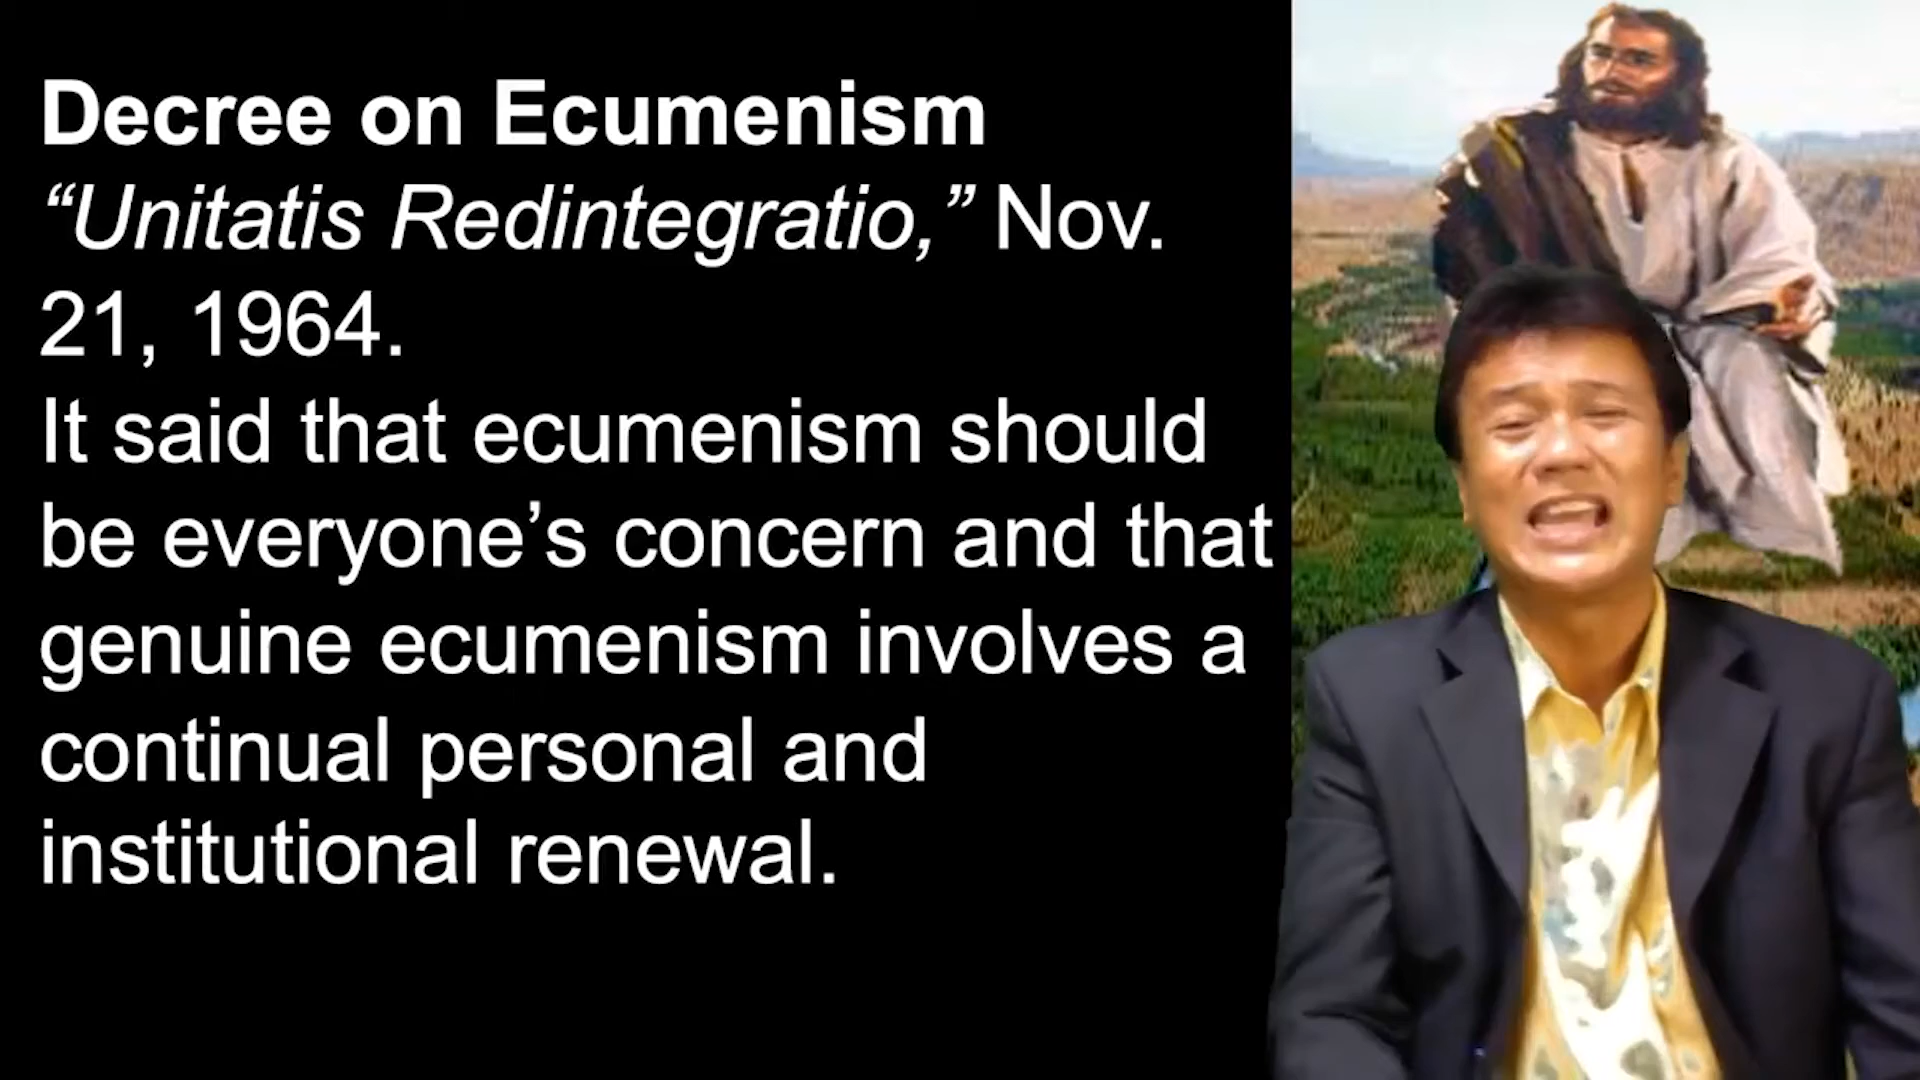 Decree on Ecumenism
“Unitatis Redintegratio,” Nov.
21, 1964.
It said that ecumenism should
be everyone’s concern and that
genuine ecumenism involves a
continual personal and
institutional renewal.